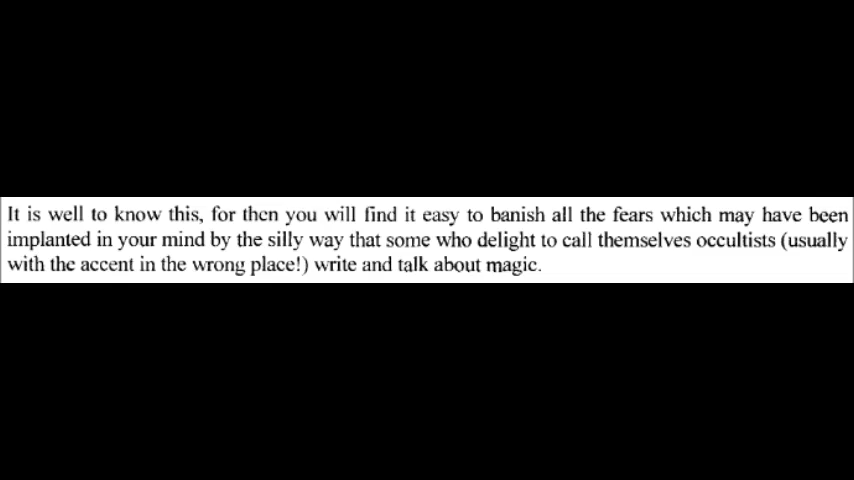 It is well to know this, for then you will find it easy to banish all the fears which may have been
implanted in your mind by the silly way that some who delight to call themselves occultists (usually
with the accent in the wrong place!) write and talk about magic.